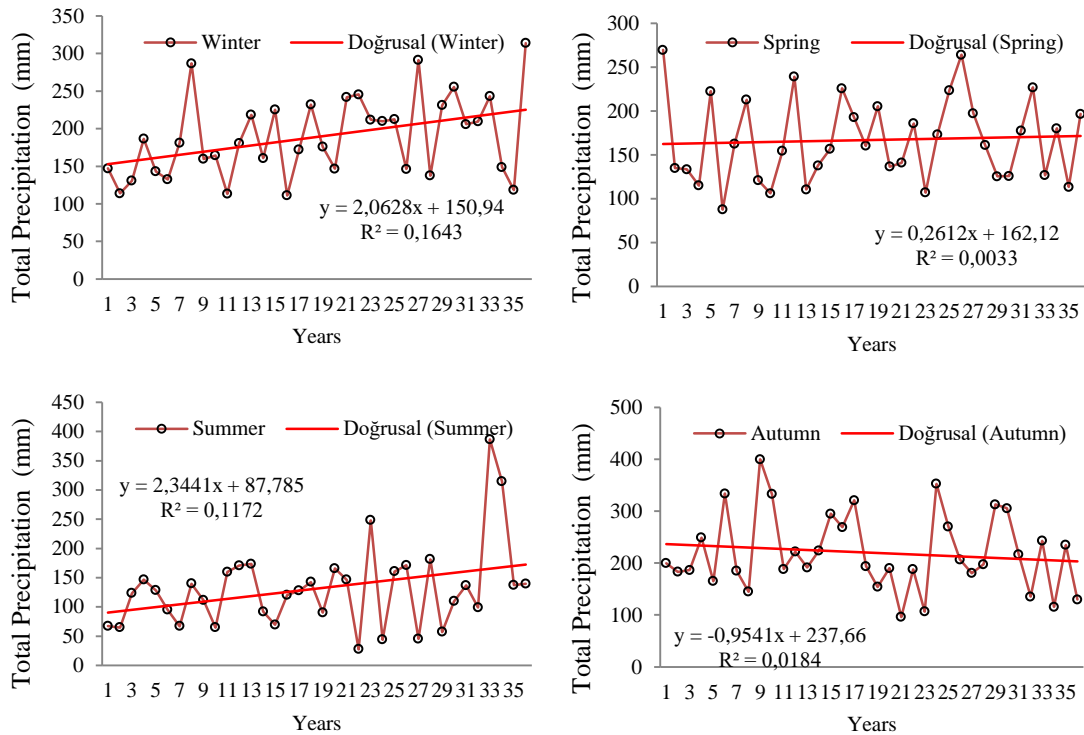 Total Precipitation (mm)
350
300
250
200
150
100
50
0
Winter
Doğrusal (Winter)
y = 2,0628x + 150,94
R² = 0,1643
1 3 5 7 9 11 13 15 17 19 21 23 25 27 29 31 33 35
Years
Total Precipitation (mm)
300
250
200
150
100
50
0
Spring
Doğrusal (Spring)
y = 0,2612x + 162,12
R² = 0,0033
1 3 5 7 9 11 13 15 17 19 21 23 25 27 29 31 33 35
Years
Total Precipitation (mm)
450
400
350
300
250
200
150
100
50
0
Summer
Doğrusal (Summer)
y = 2,3441x + 87,785
R² = 0,1172
1 3 5 7 9 11 13 15 17 19 21 23 25 27 29 31 33 35
Years
Total Precipitation (mm)
500
400
300
200
100
0
Autumn
Doğrusal (Autumn)
y = -0,9541x + 237,66
R² = 0,0184
1 3 5 7 9 11 13 15 17 19 21 23 25 27 29 31 33 35
Years